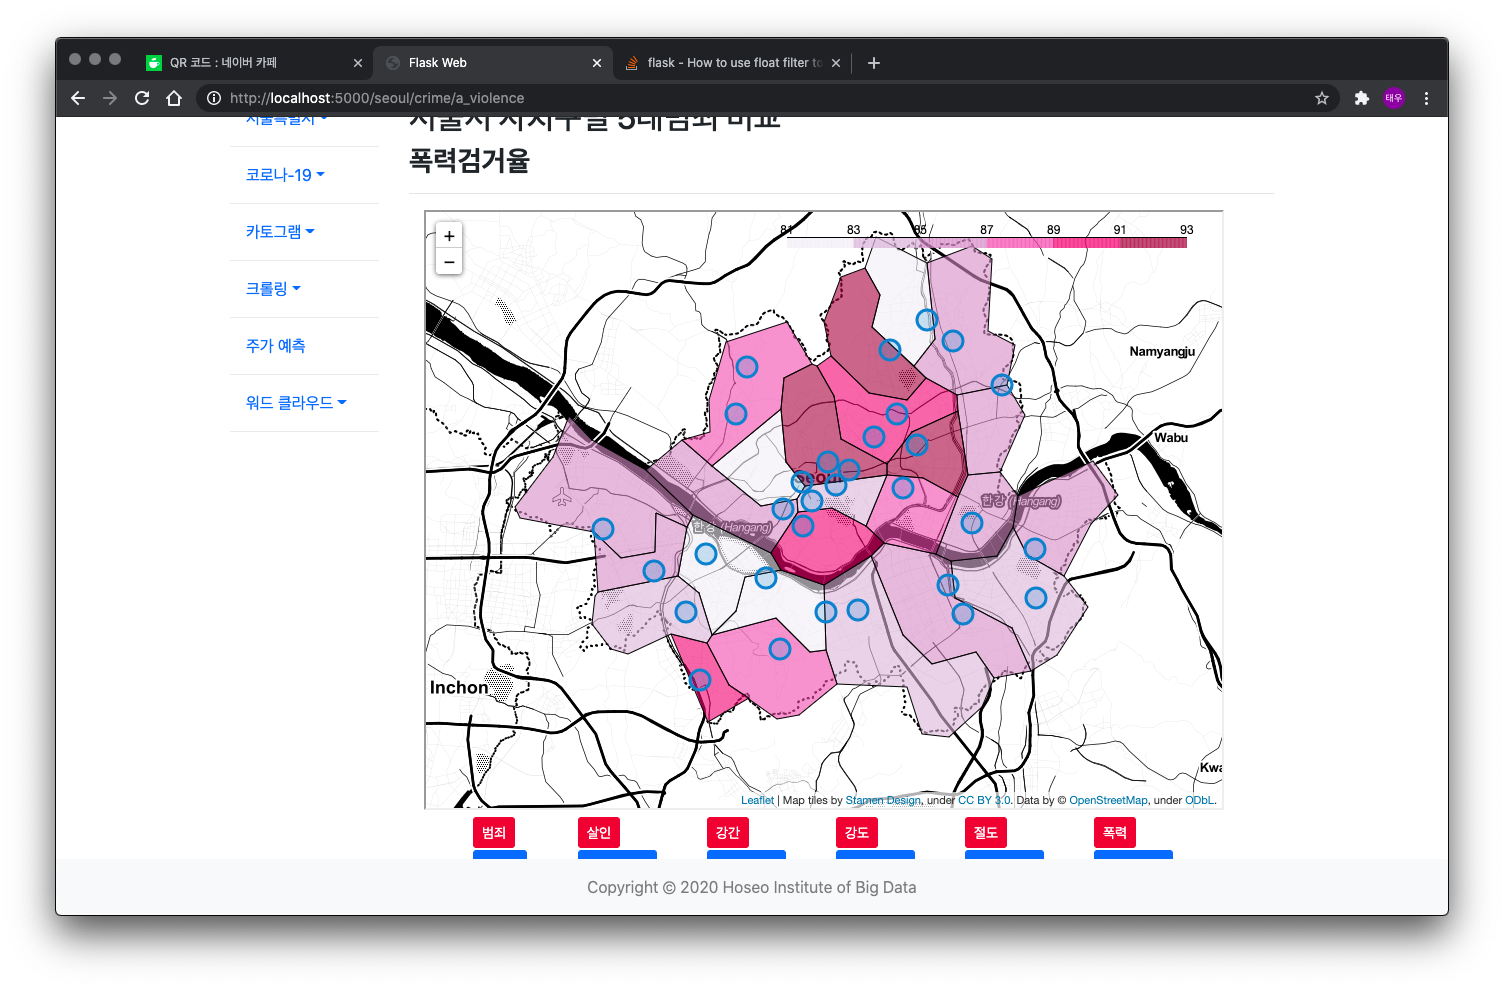 QR 코드 : 네이버 카페
Flask Web
flask - How to use float filter to
http://localhost:5000/seoul/crime/a_violence
태우
서울특별시
코로나-19
카토그램
크롤링
주가 예측
워드 클라우드
서울시 자치구별 5대범죄 비교
폭력검거율
+
−
81 83 85 87 89 91 93
Namyangju
Wabu
Seoul
한강 (Hangang)
한강 (Hangang)
Inchon
Leaflet | Map tiles by Stamen Design, under CC BY 3.0. Data by © OpenStreetMap, under ODbL.
범죄 살인 강간 강도 절도 폭력
Copyright © 2020 Hoseo Institute of Big Data